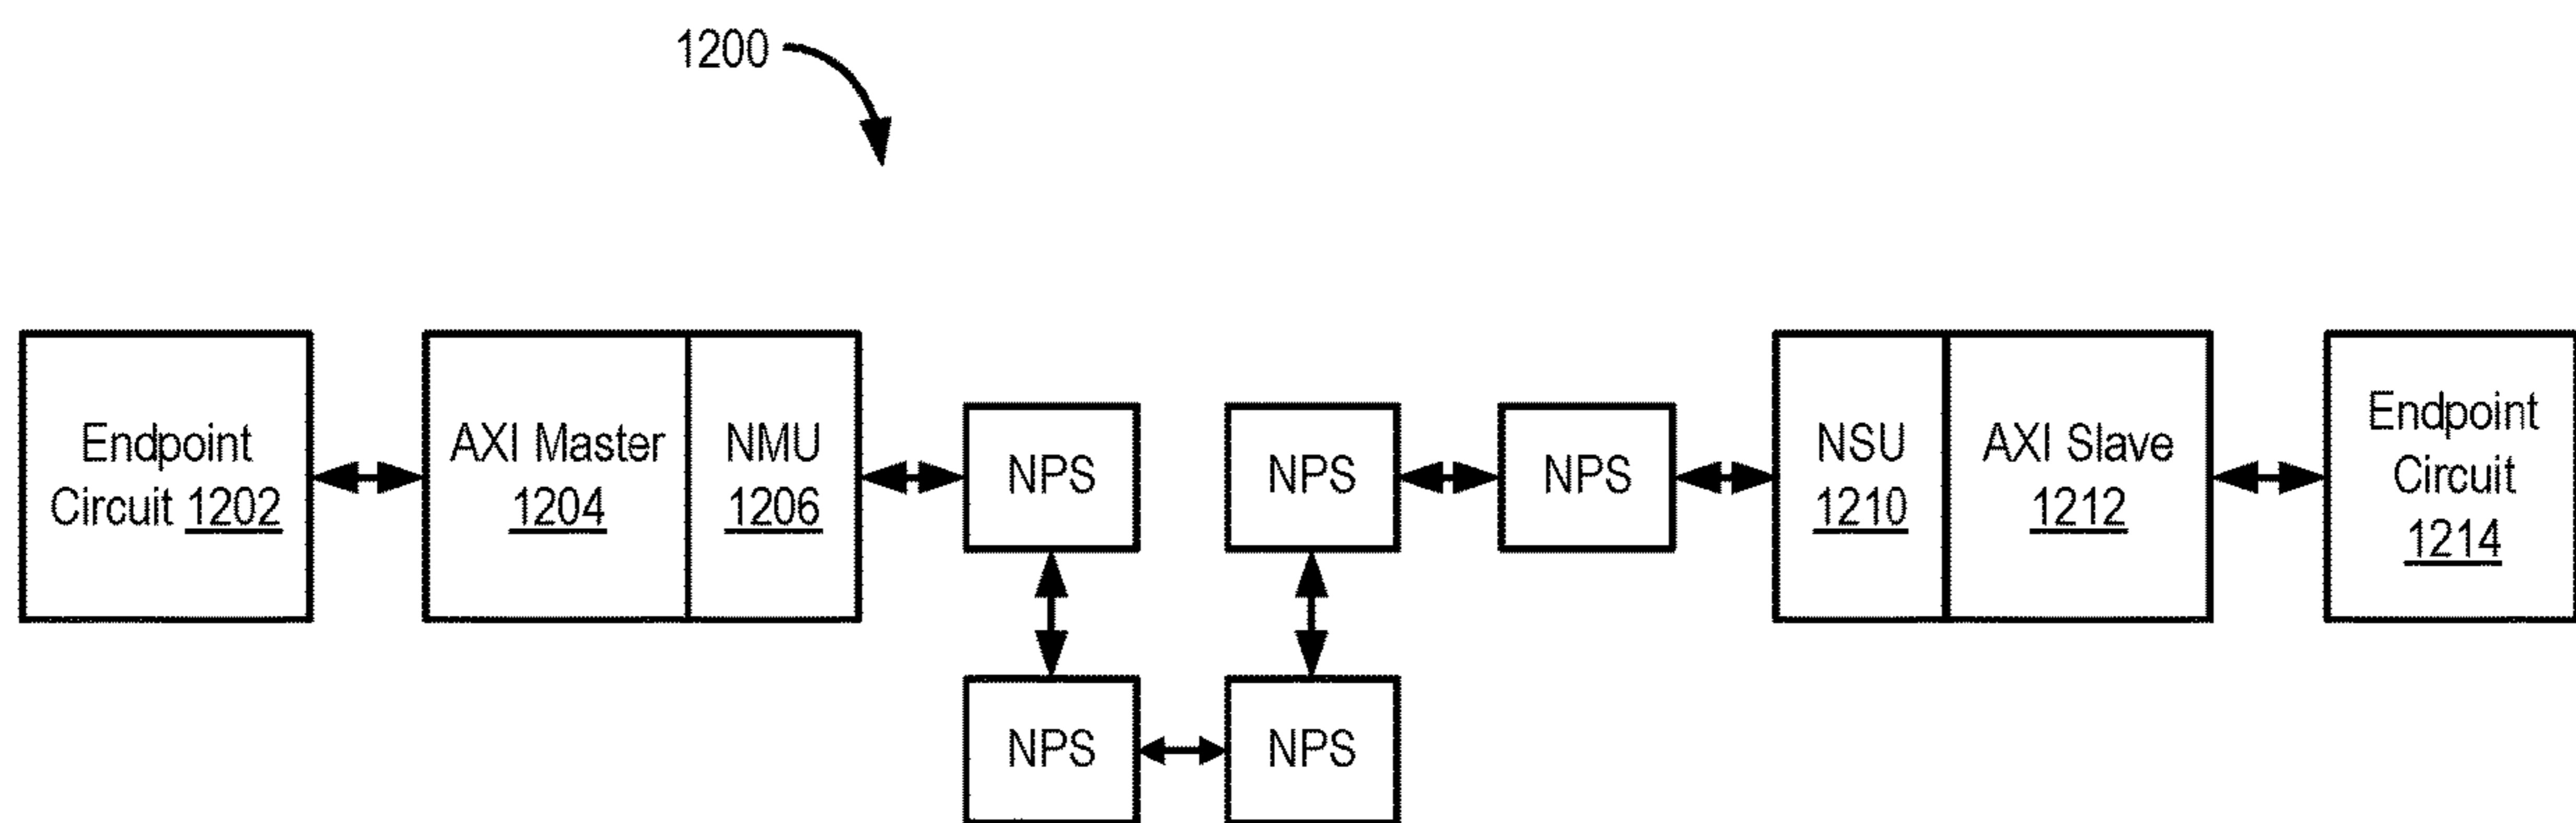 1200
Endpoint
Circuit 1202
AXI Master
1204
NMU
1206
NPS
NPS
NPS
NSU
1210
AXI Slave
1212
Endpoint
Circuit
1214
NPS
NPS